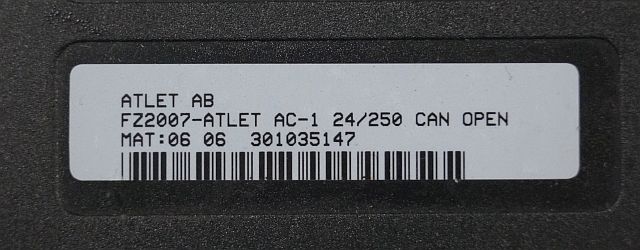 ATLET AB
FZ2007-ATLET AC-1 24/250 CAN OPEN
MAT:06 06 301035147